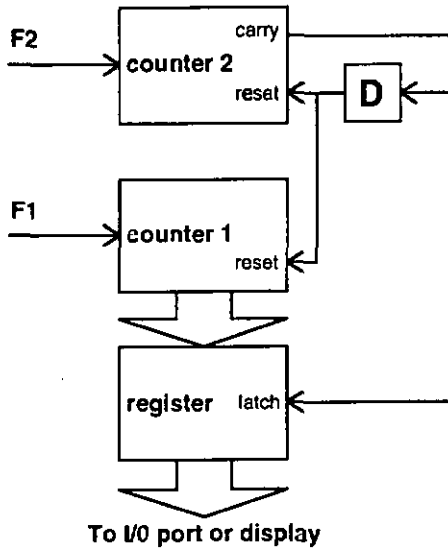 F2
carry
counter 2
reset
D
F1
counter 1
reset
register
latch
To I/0 port or display